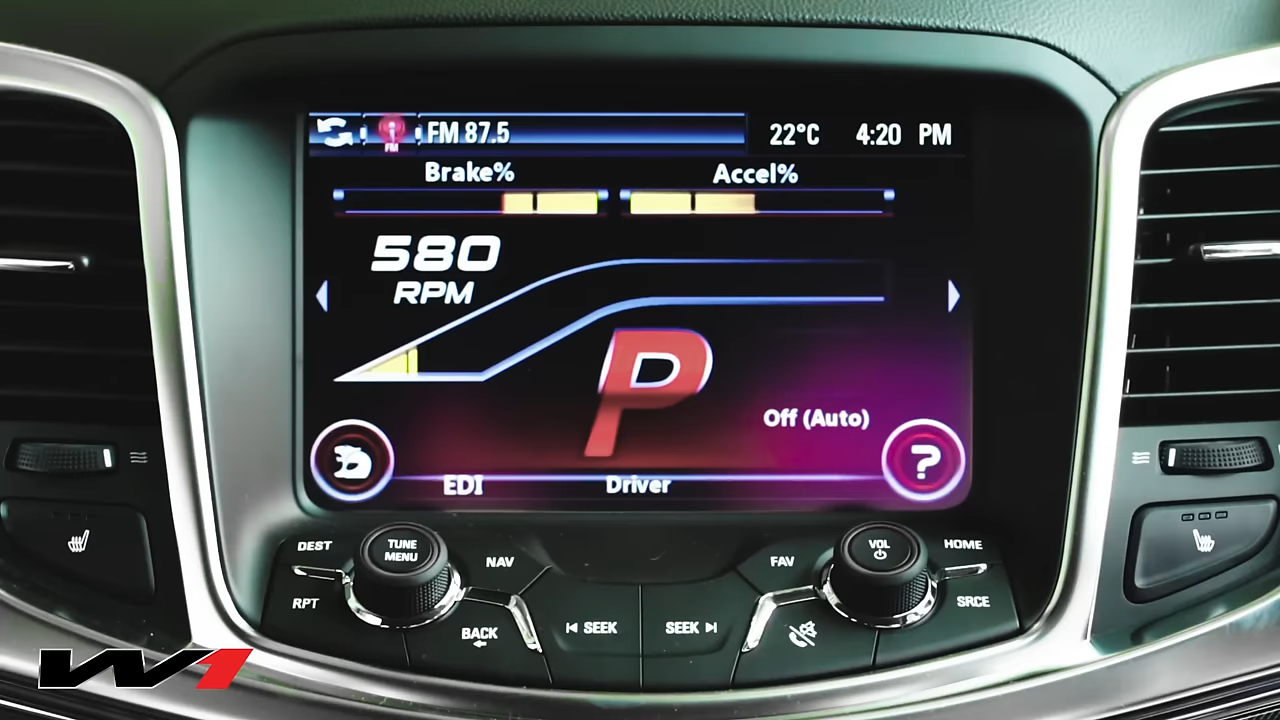 FM 87.5 22°C 4:20 PM
FM
Brake% Accel%
580
RPM
P
Off (Auto)
?
EDI Driver
DEST TUNE MENU NAV
FAV VOL HOME
RPT BACK
SEEK SEEK
SRCE
W1